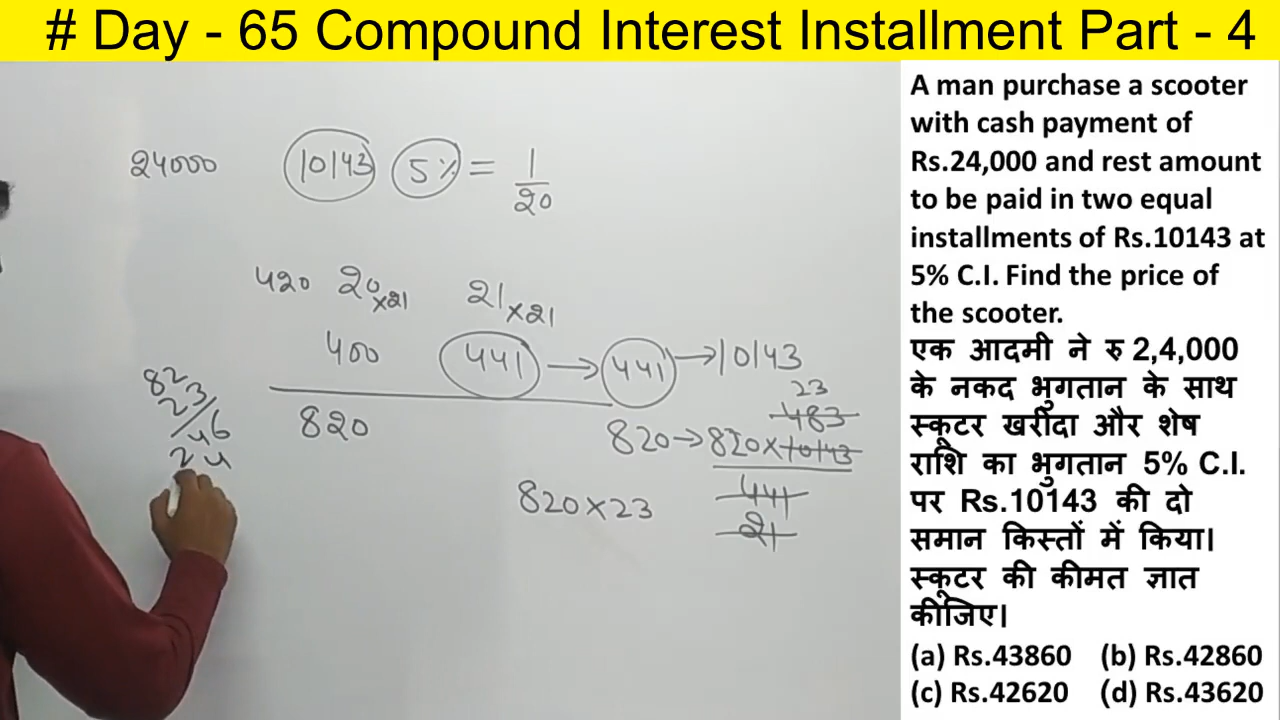 # Day - 65 Compound Interest Installment Part - 4
24000 10143 5% = 1/20
420 20 x21 21 x21
400 441 → 441 → 10143
820 820 → 820 x 10143
23
483
441
21
820 x 23
82
23
46
24
A man purchase a scooter
with cash payment of
Rs.24,000 and rest amount
to be paid in two equal
installments of Rs.10143 at
5% C.I. Find the price of
the scooter.
एक आदमी ने रु 2,4,000
के नकद भुगतान के साथ
स्कूटर खरीदा और शेष
राशि का भुगतान 5% C.I.
पर Rs.10143 की दो
समान किस्तों में किया।
स्कूटर की कीमत ज्ञात
कीजिए।
(a) Rs.43860 (b) Rs.42860
(c) Rs.42620 (d) Rs.43620